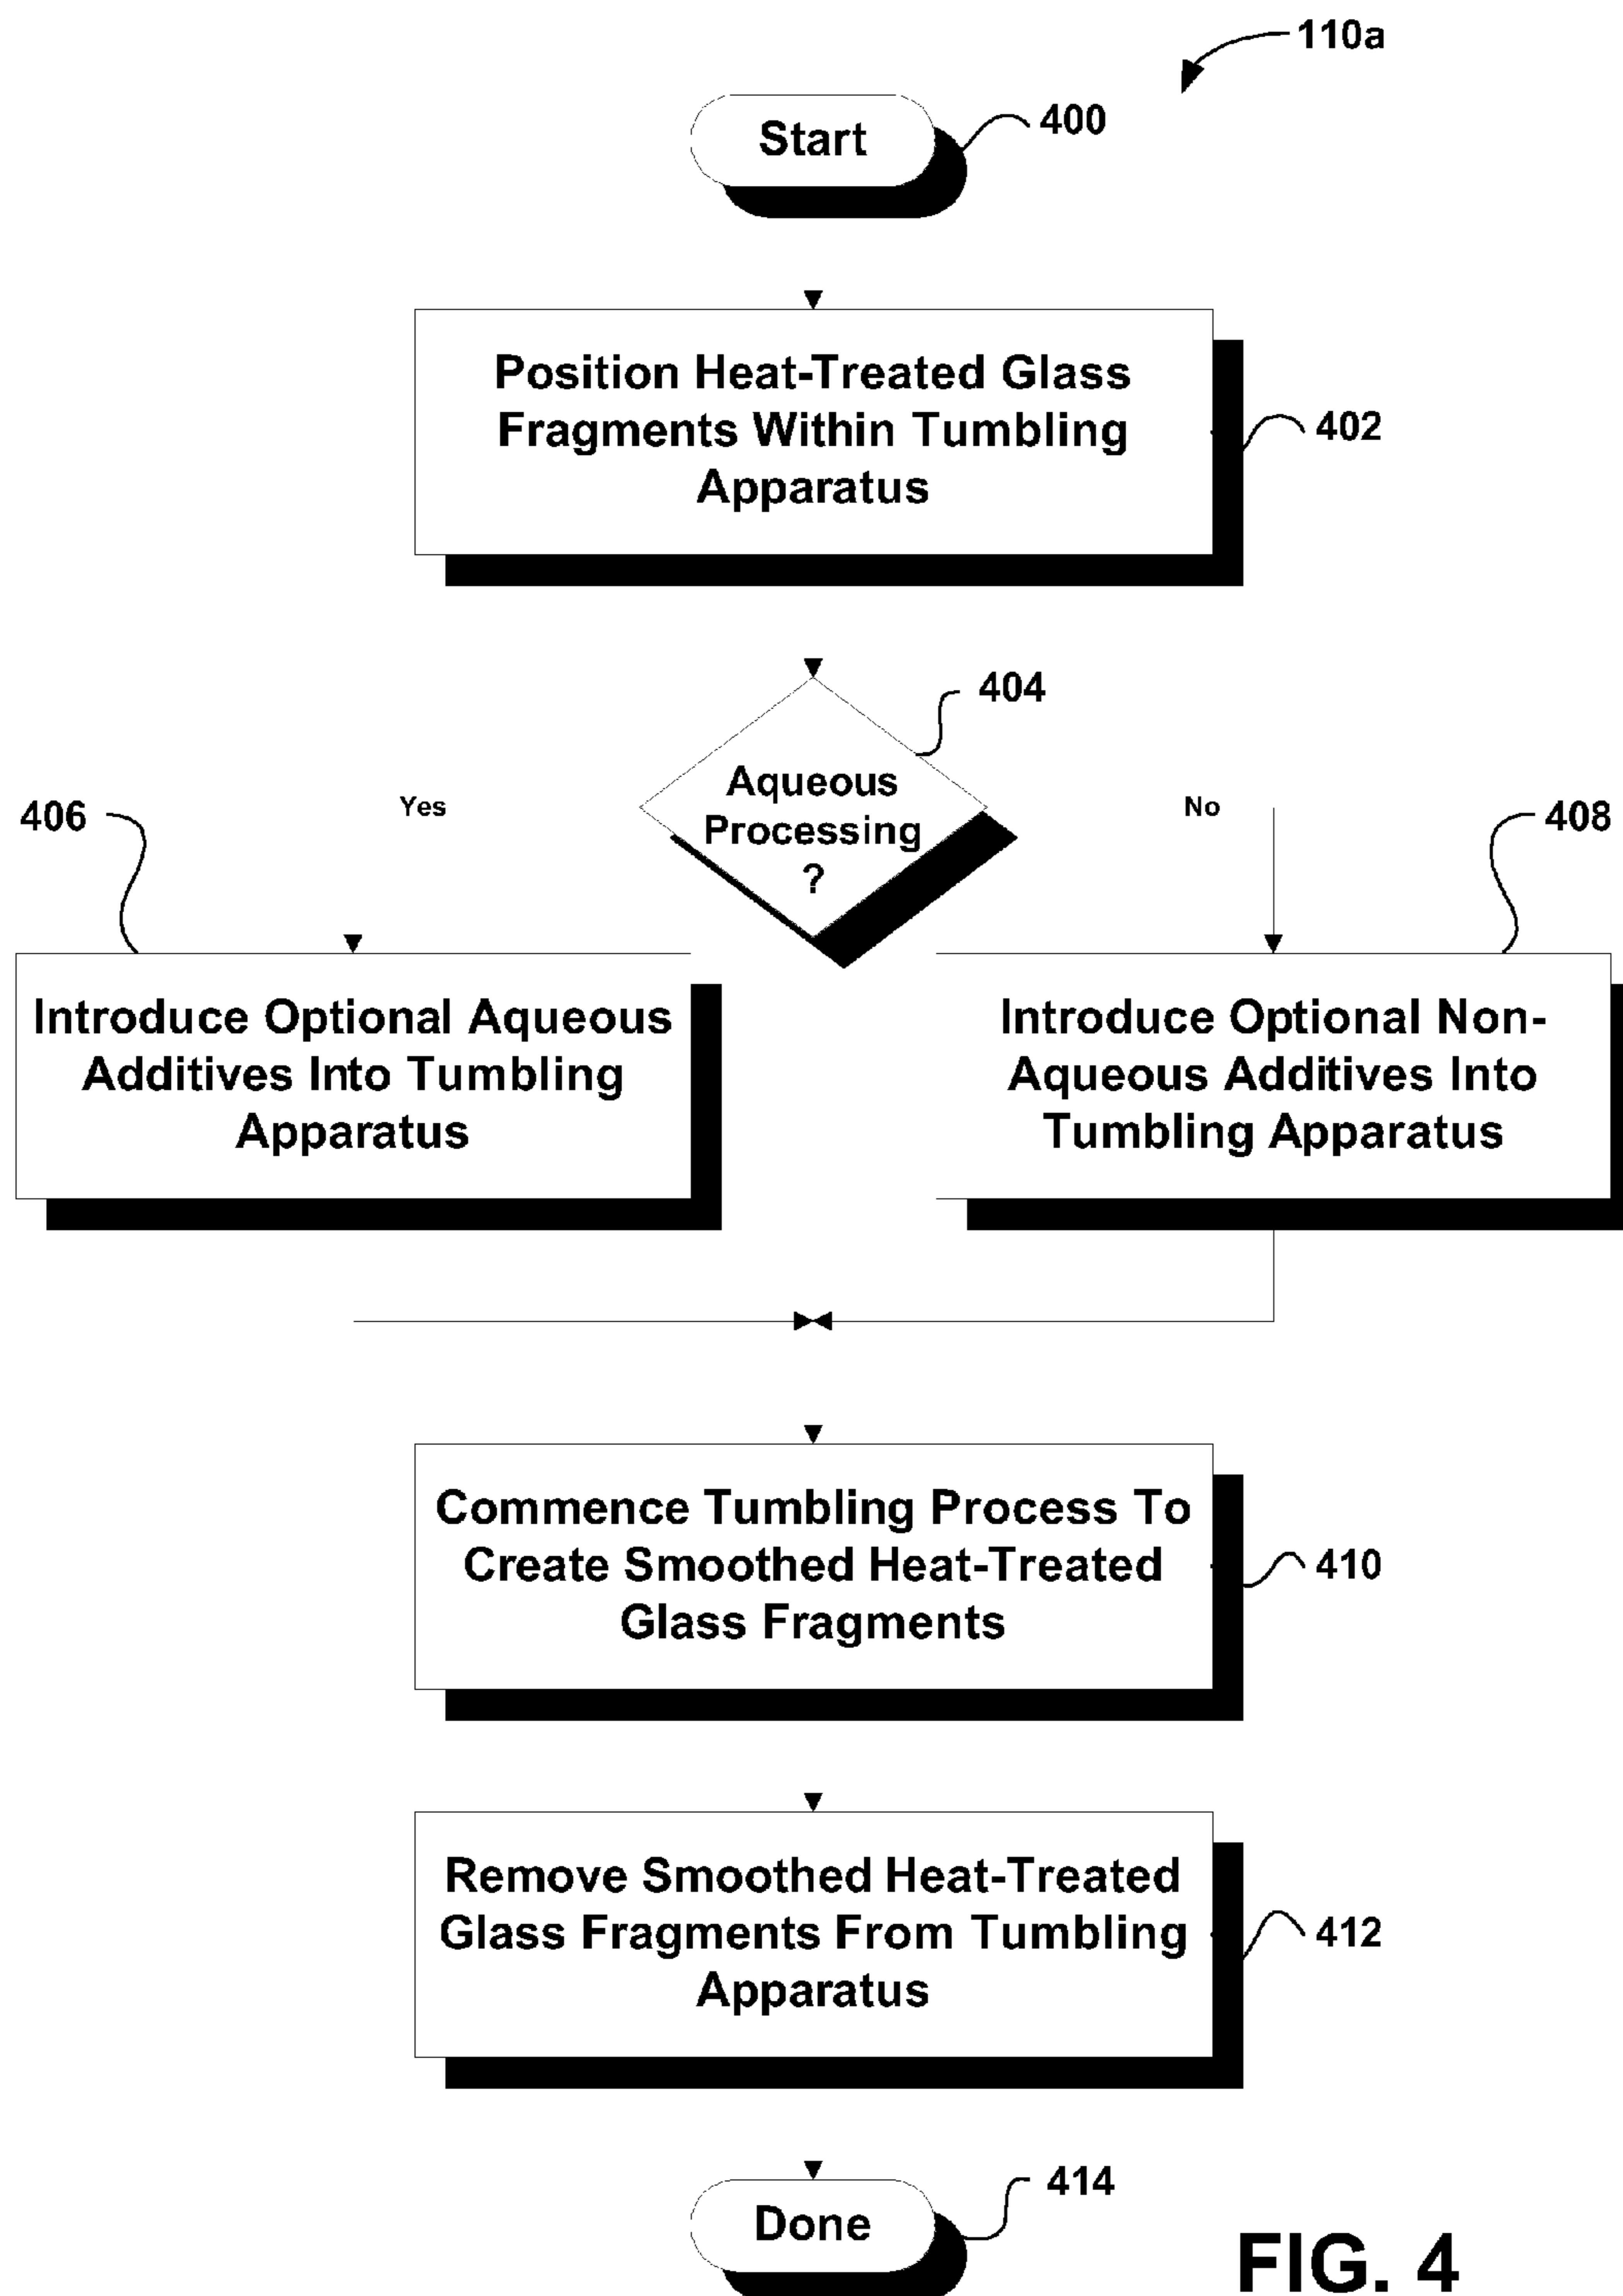 110a
Start
400
Position Heat-Treated Glass
Fragments Within Tumbling
Apparatus
402
404
Aqueous
Processing
?
Yes
No
406
408
Introduce Optional Aqueous
Additives Into Tumbling
Apparatus
Introduce Optional Non-
Aqueous Additives Into
Tumbling Apparatus
Commence Tumbling Process To
Create Smoothed Heat-Treated
Glass Fragments
410
Remove Smoothed Heat-Treated
Glass Fragments From Tumbling
Apparatus
412
Done
414
FIG. 4